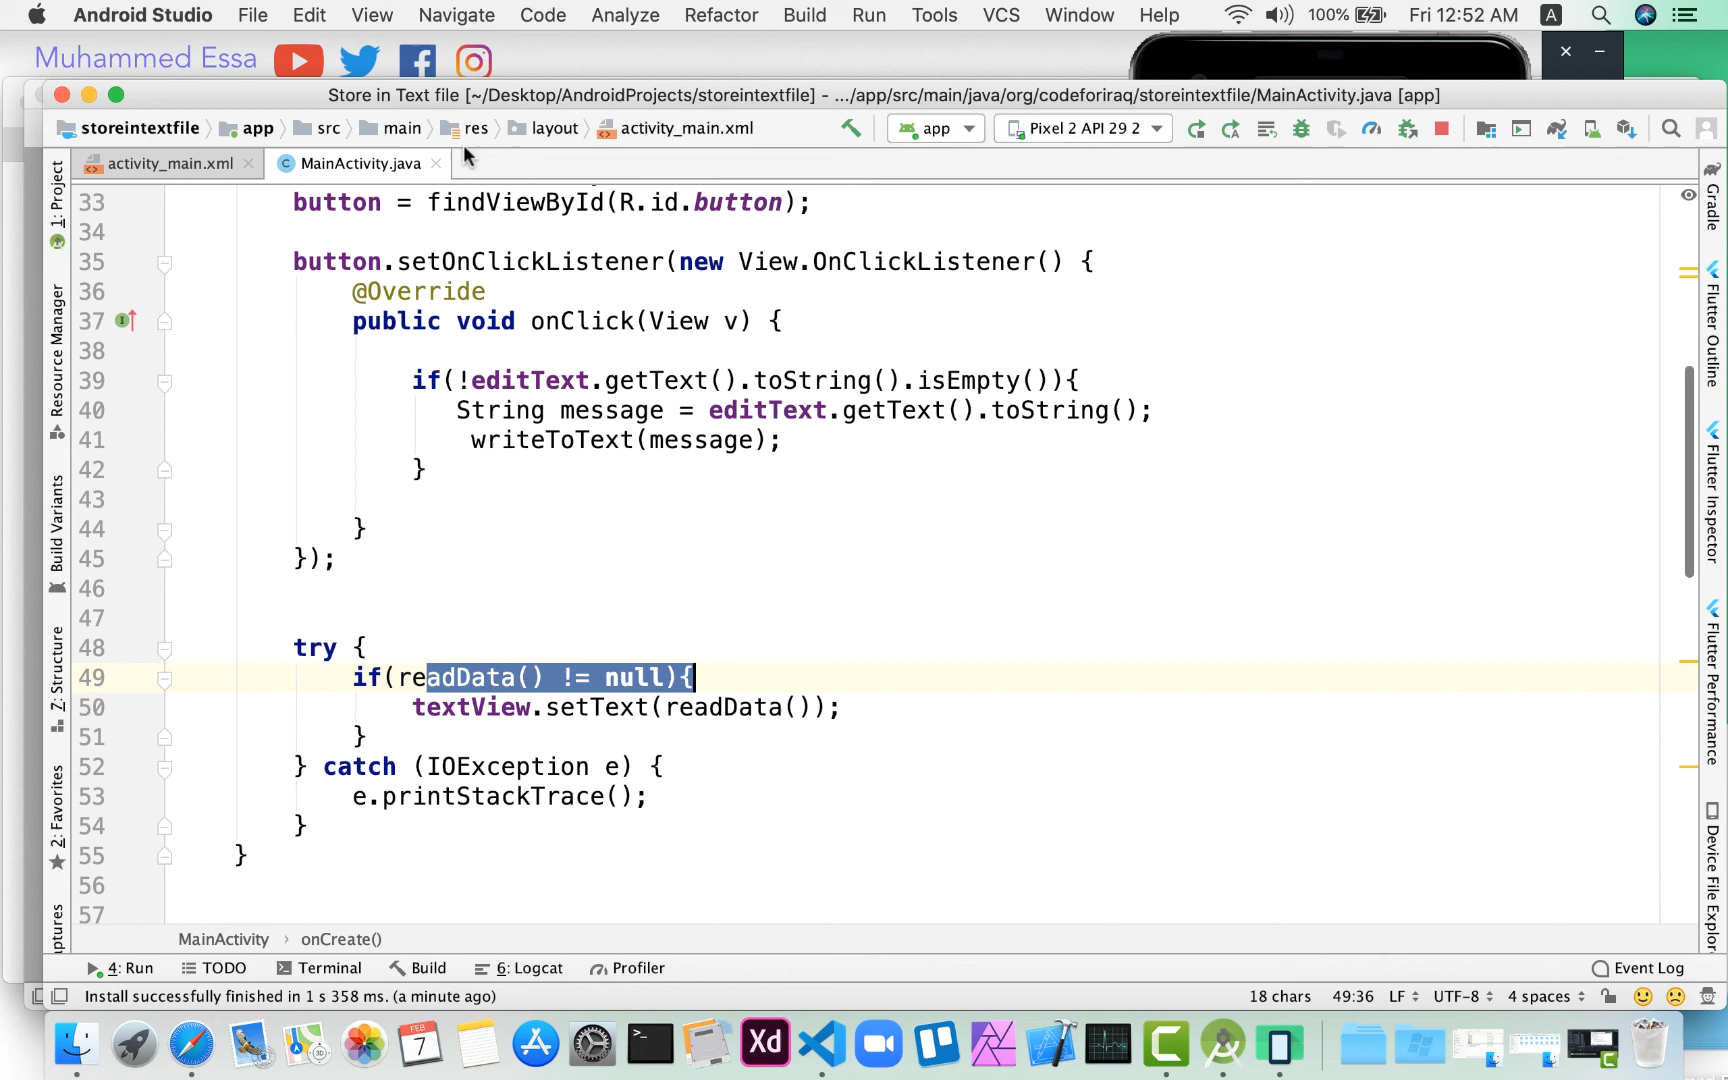 Android Studio File Edit View Navigate Code Analyze Refactor Build Run Tools VCS Window Help 100% Fri 12:52 AM A
Muhammed Essa
Store in Text file [~/Desktop/AndroidProjects/storeintextfile] - .../app/src/main/java/org/codeforiraq/storeintextfile/MainActivity.java [app]
storeintextfile app src main res layout activity_main.xml app Pixel 2 API 29 2
activity_main.xml MainActivity.java
33 button = findViewById(R.id.button);
34
35 button.setOnClickListener(new View.OnClickListener() {
36 @Override
37 public void onClick(View v) {
38
39 if(!editText.getText().toString().isEmpty()){
40 String message = editText.getText().toString();
41 writeToText(message);
42 }
43
44 }
45 });
46
47
48 try {
49 if(readData() != null){
50 textView.setText(readData());
51 }
52 } catch (IOException e) {
53 e.printStackTrace();
54 }
55 }
56
57
1: Project
Resource Manager
Build Variants
7: Structure
2: Favorites
ptures
Gradle
Flutter Outline
Flutter Inspector
Flutter Performance
Device File Explor
MainActivity › onCreate()
4: Run TODO Terminal Build 6: Logcat Profiler Event Log
Install successfully finished in 1 s 358 ms. (a minute ago) 18 chars 49:36 LF UTF-8 4 spaces
FEB
7
3D
Xd